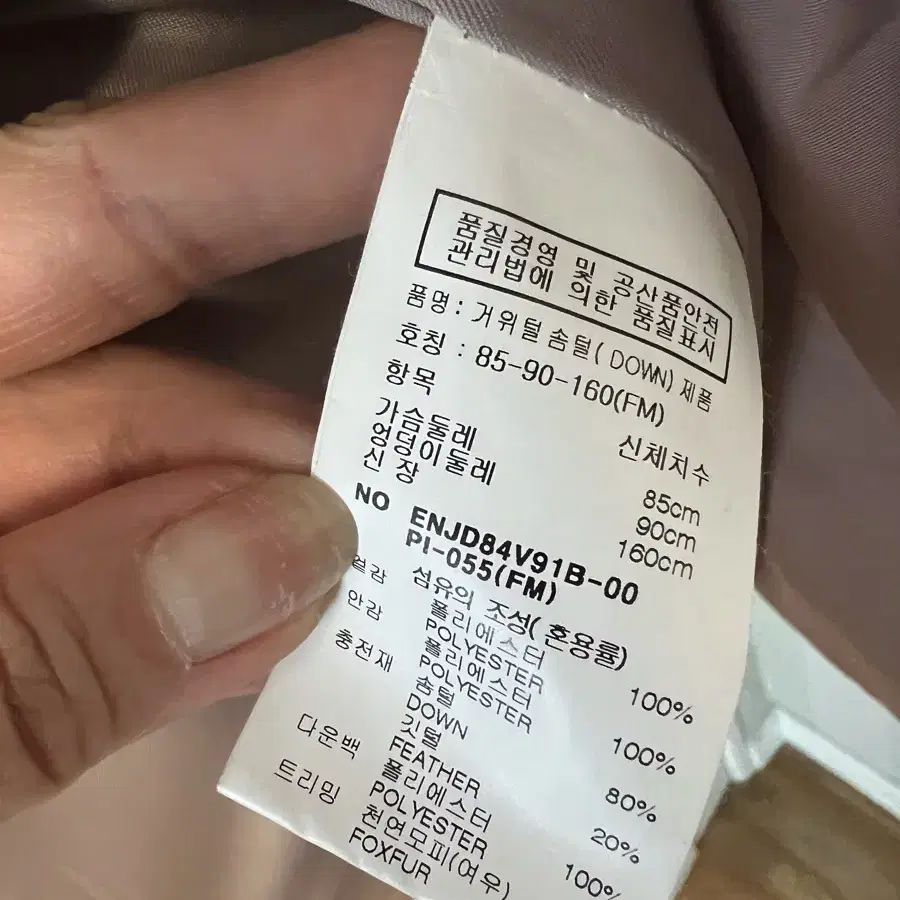 품질경영 및 공산품안전
관리법에 의한 품질표시
품명 : 거위털 솜털( DOWN) 제품
호칭 : 85-90-160(FM)
항목 신체치수
가슴둘레 85cm
엉덩이둘레 90cm
신 장 160cm
NO ENJD84V91B-00
PI-055(FM)
섬유의 조성( 혼용률)
겉감 폴리에스터 100%
POLYESTER
안감 폴리에스터 100%
POLYESTER
충전재 솜털 80%
DOWN
깃털 20%
FEATHER
다운백 폴리에스터 100%
POLYESTER
트리밍 천연모피(여우)
FOXFUR